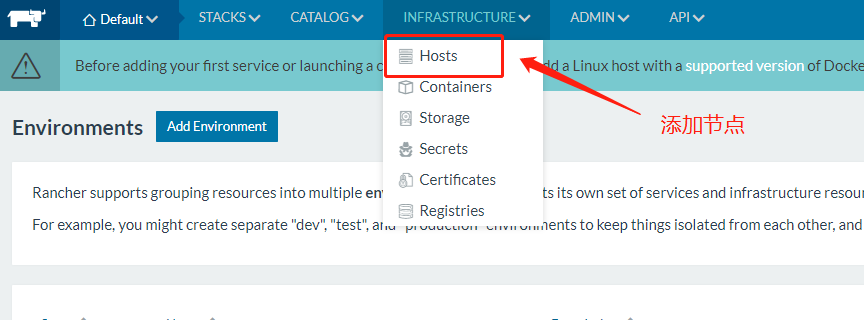 Default STACKS CATALOG INFRASTRUCTURE ADMIN API
Hosts
Before adding your first service or launching a dd a Linux host with a supported version of Docke
Containers
Storage
添加节点
Environments Add Environment
Secrets
Certificates
Rancher supports grouping resources into multiple ts its own set of services and infrastructure resou
Registries
For example, you might create separate "dev", "test", and "production" environments to keep things isolated from each other, and